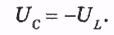 U_C = −U_L.